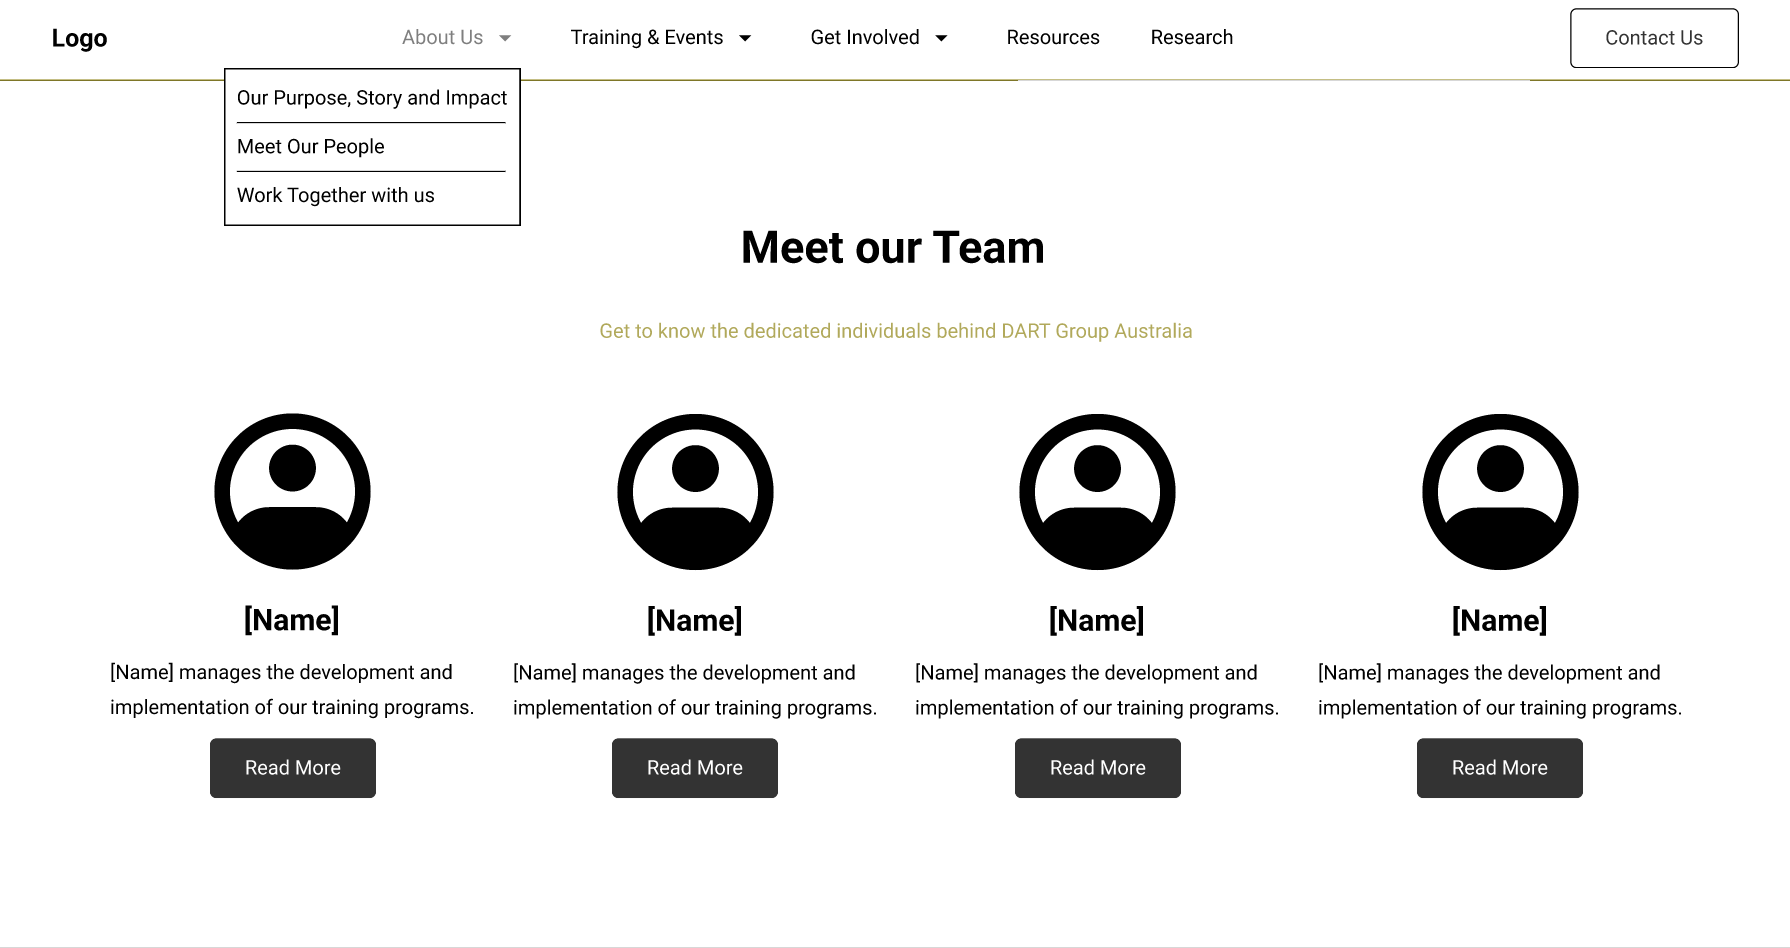 Logo
About Us
Training & Events
Get Involved
Resources
Research
Contact Us
Our Purpose, Story and Impact
Meet Our People
Work Together with us
Meet our Team
Get to know the dedicated individuals behind DART Group Australia
[Name]
[Name] manages the development and
implementation of our training programs.
Read More
[Name]
[Name] manages the development and
implementation of our training programs.
Read More
[Name]
[Name] manages the development and
implementation of our training programs.
Read More
[Name]
[Name] manages the development and
implementation of our training programs.
Read More